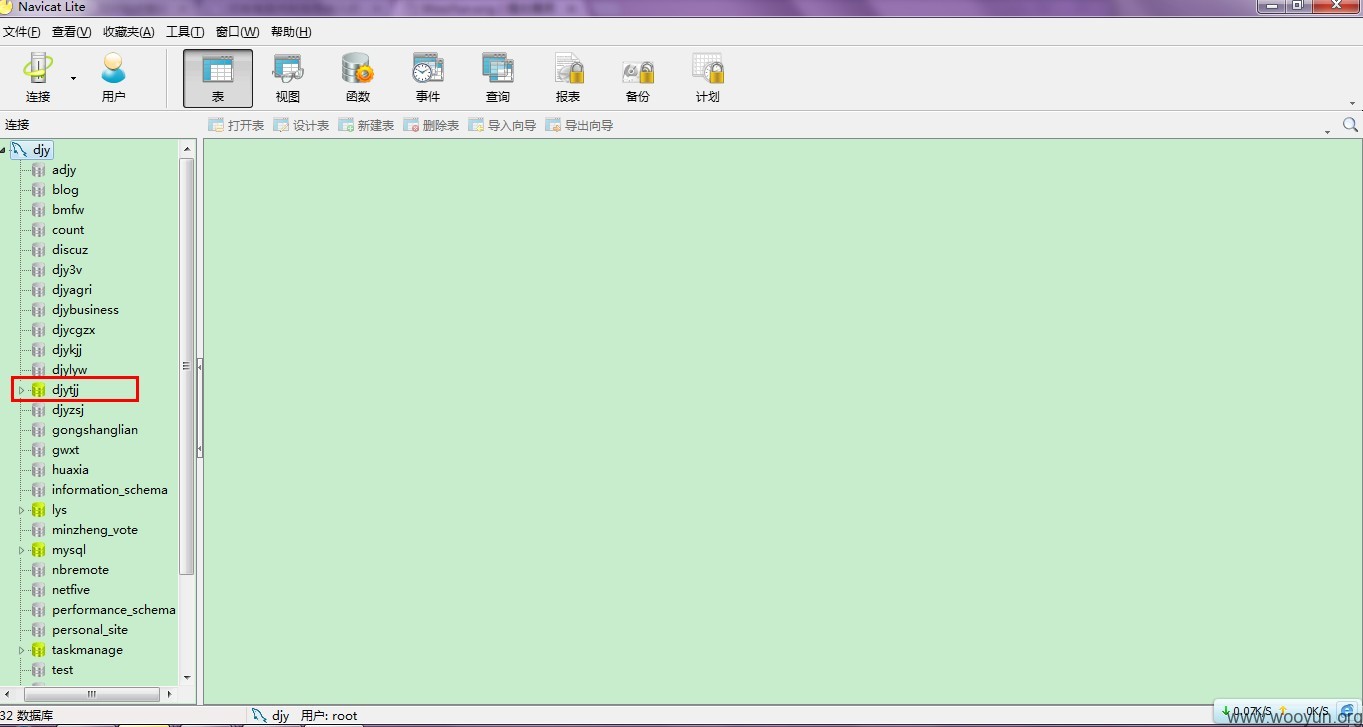 Navicat Lite
文件(F) 查看(V) 收藏夹(A) 工具(T) 窗口(W) 帮助(H)
连接 用户 表 视图 函数 事件 查询 报表 备份 计划
连接 打开表 设计表 新建表 删除表 导入向导 导出向导
djy
adjy
blog
bmfw
count
discuz
djy3v
djyagri
djybusiness
djycgzx
djykjj
djylyw
djytjj
djyzsj
gongshanglian
gwxt
huaxia
information_schema
lys
minzheng_vote
mysql
nbremote
netfive
performance_schema
personal_site
taskmanage
test
32 数据库 djy 用户: root
0.07K/S 0K/S
www.wooyun.org